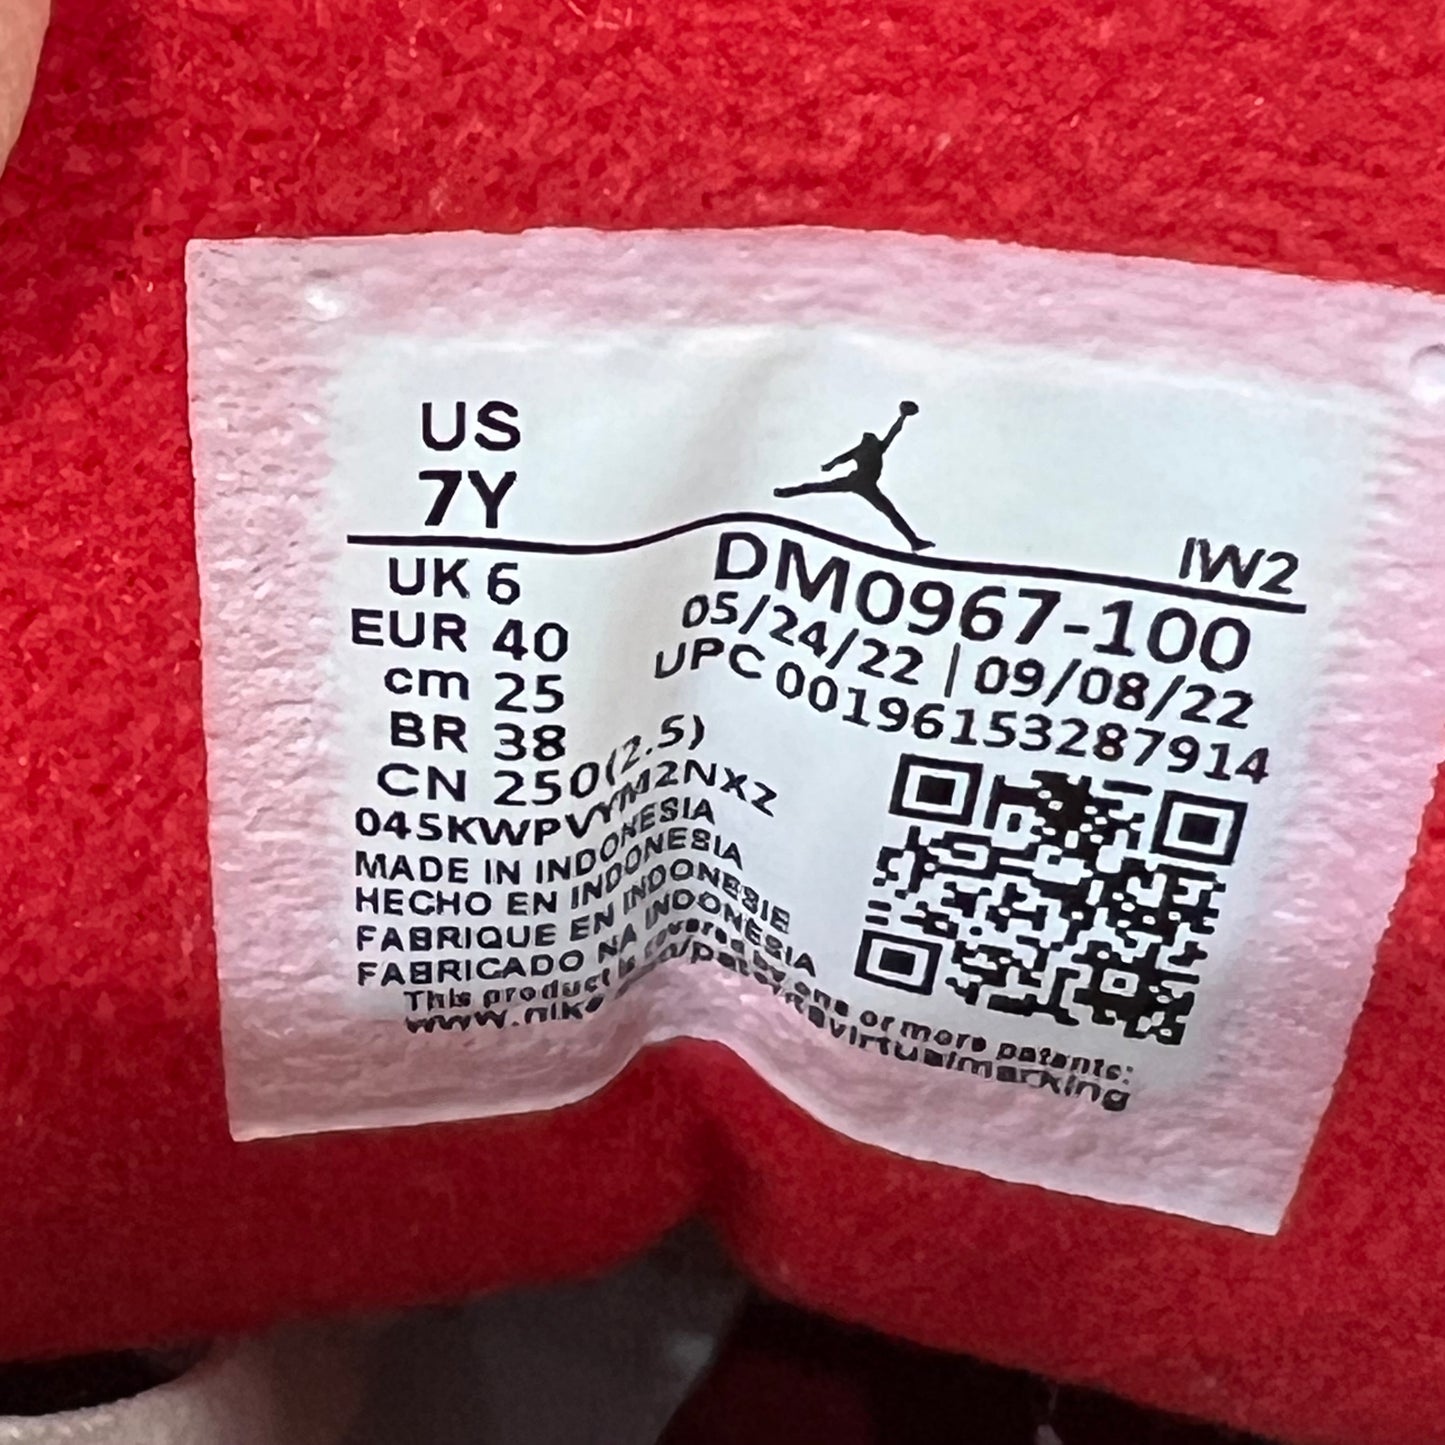 US
7Y
IW2
UK 6
EUR 40
cm 25
BR 38
CN 250(2.5)
DM0967-100
05/24/22 | 09/08/22
UPC 00196153287914
045KWPVYM2NXZ
MADE IN INDONESIA
HECHO EN INDONESIA
FABRIQUE EN INDONESIE
FABRICADO NA INDONESIA
This product is covered by one or more patents: